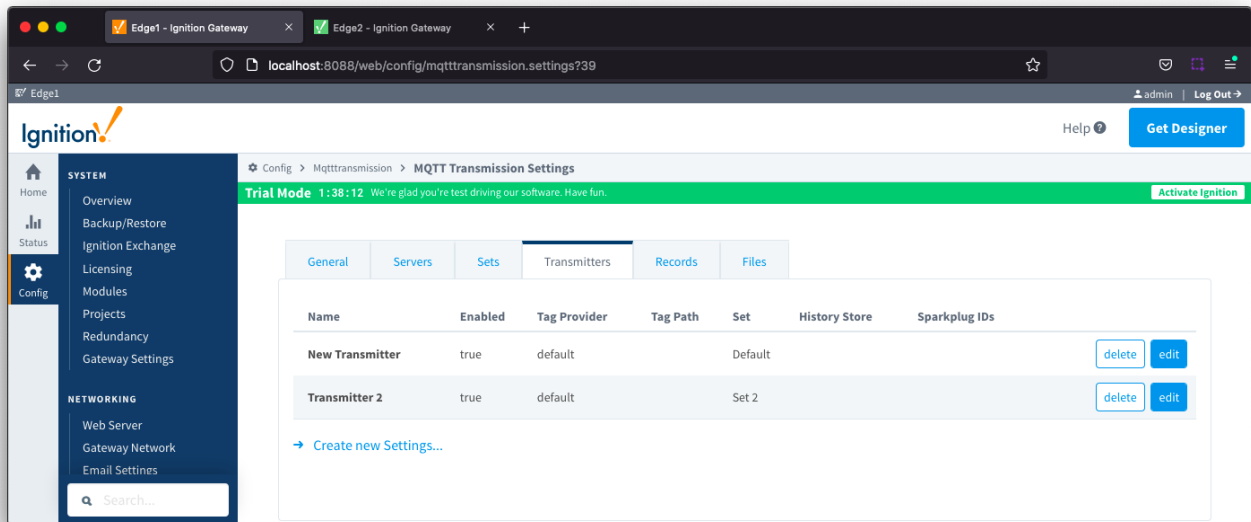 Edge1 - Ignition Gateway
Edge2 - Ignition Gateway
localhost:8088/web/config/mqtttransmission.settings?39
Edge1
admin | Log Out
Ignition!
Help
Get Designer
Home
Status
Config
SYSTEM
Overview
Backup/Restore
Ignition Exchange
Licensing
Modules
Projects
Redundancy
Gateway Settings
NETWORKING
Web Server
Gateway Network
Email Settings
Search...
Config > Mqtttransmission > MQTT Transmission Settings
Trial Mode 1:38:12 We're glad you're test driving our software. Have fun. Activate Ignition
General Servers Sets Transmitters Records Files
Name Enabled Tag Provider Tag Path Set History Store Sparkplug IDs
New Transmitter true default Default delete edit
Transmitter 2 true default Set 2 delete edit
→ Create new Settings...